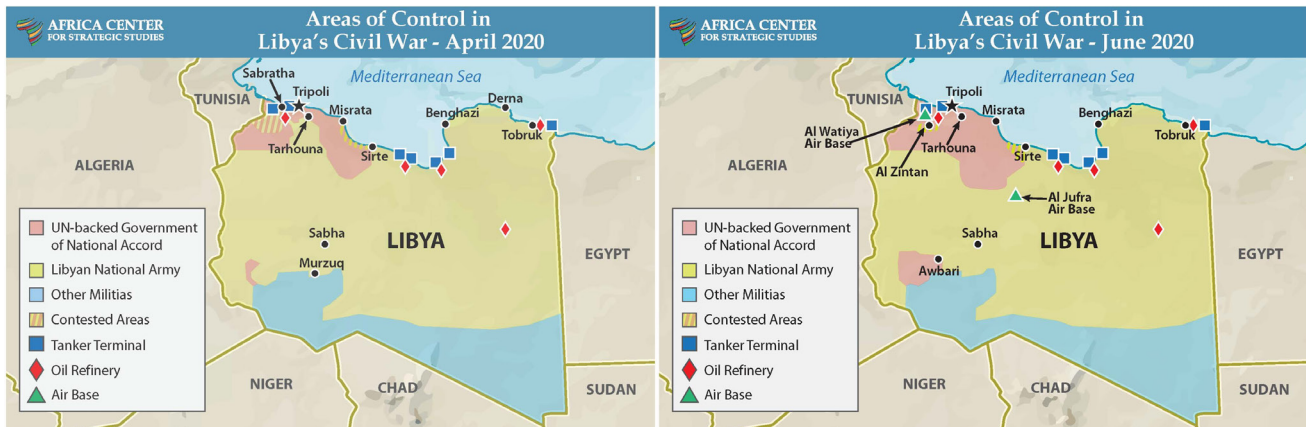 AFRICA CENTER
FOR STRATEGIC STUDIES
Areas of Control in
Libya's Civil War - April 2020
Mediterranean Sea
Sabratha
Tripoli
TUNISIA
Misrata
Benghazi
Derna
Tobruk
Tarhouna
Sirte
ALGERIA
LIBYA
EGYPT
Sabha
Murzuq
NIGER
CHAD
SUDAN
UN-backed Government
of National Accord
Libyan National Army
Other Militias
Contested Areas
Tanker Terminal
Oil Refinery
Air Base
AFRICA CENTER
FOR STRATEGIC STUDIES
Areas of Control in
Libya's Civil War - June 2020
Mediterranean Sea
Tripoli
TUNISIA
Misrata
Benghazi
Tobruk
Al Watiya
Air Base
Tarhouna
Sirte
Al Zintan
ALGERIA
Al Jufra
Air Base
LIBYA
EGYPT
Sabha
Awbari
NIGER
CHAD
SUDAN
UN-backed Government
of National Accord
Libyan National Army
Other Militias
Contested Areas
Tanker Terminal
Oil Refinery
Air Base